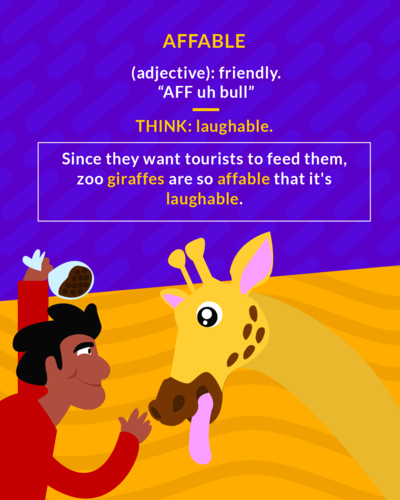 AFFABLE
(adjective): friendly.
“AFF uh bull”
THINK: laughable.
Since they want tourists to feed them,
zoo giraffes are so affable that it's
laughable.